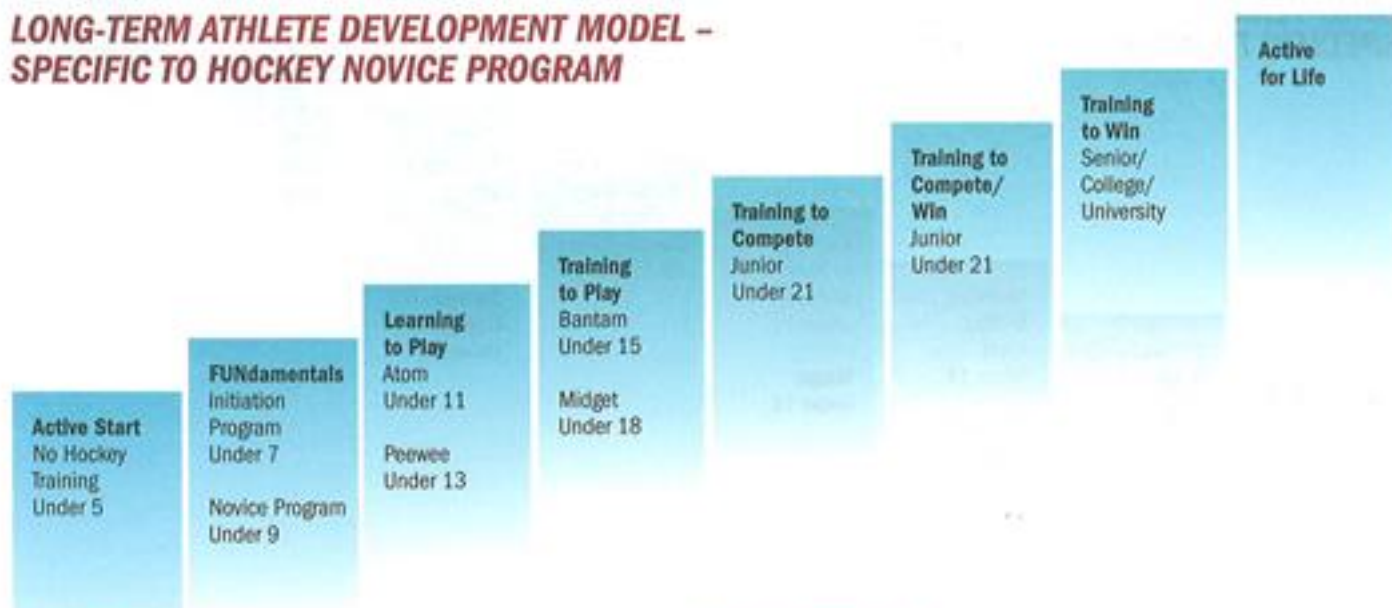 LONG-TERM ATHLETE DEVELOPMENT MODEL –
SPECIFIC TO HOCKEY NOVICE PROGRAM
Active Start
No Hockey
Training
Under 5
FUNdamentals
Initiation
Program
Under 7
Novice Program
Under 9
Learning
to Play
Atom
Under 11
Peewee
Under 13
Training
to Play
Bantam
Under 15
Midget
Under 18
Training to
Compete
Junior
Under 21
Training to
Compete/
Win
Junior
Under 21
Training
to Win
Senior/
College/
University
Active
for Life